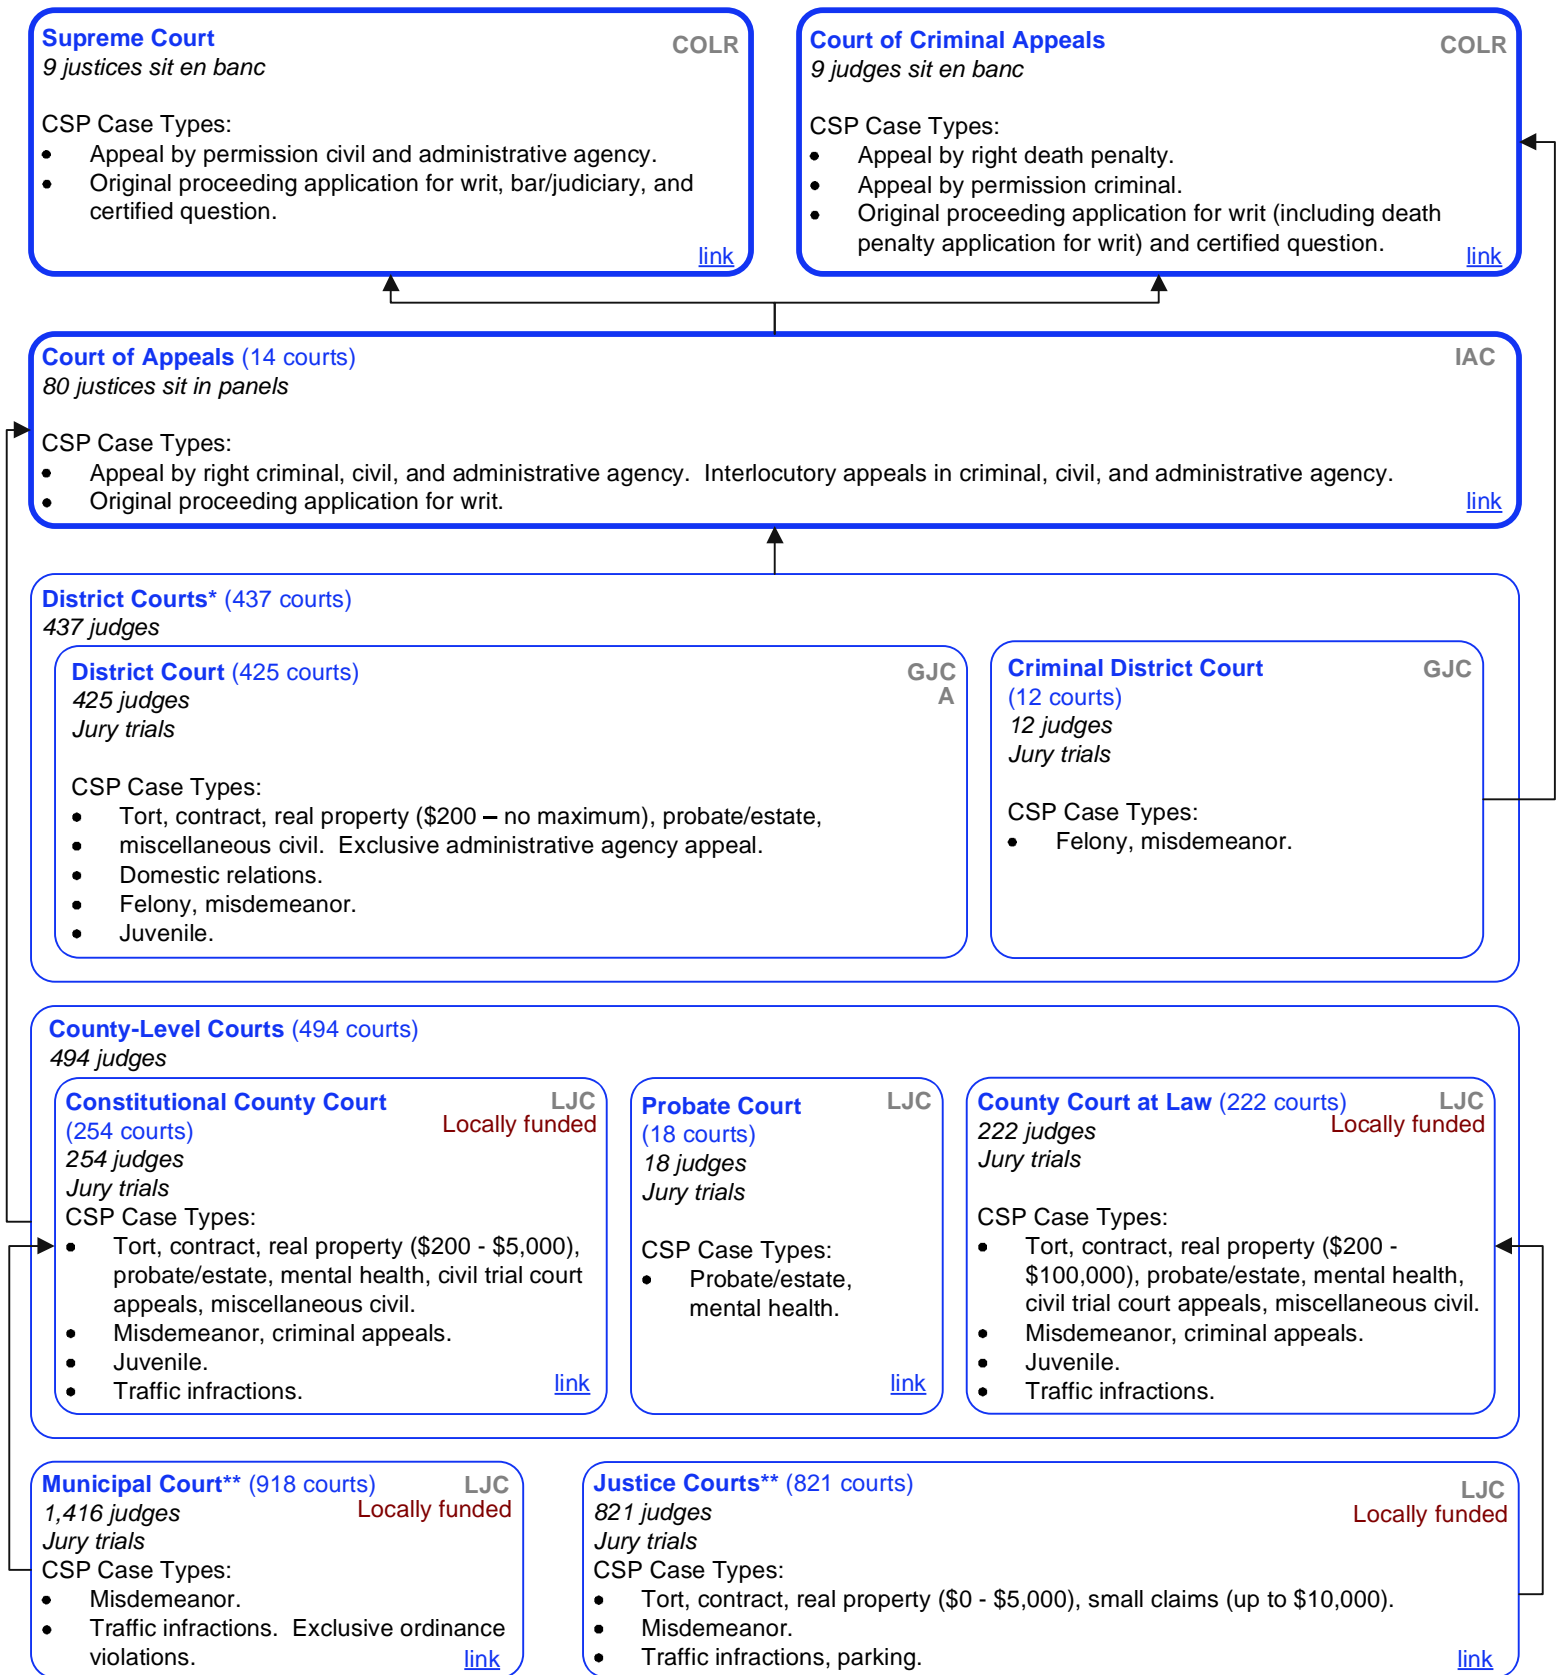 Supreme Court
COLR
9 justices sit en banc
CSP Case Types:
• Appeal by permission civil and administrative agency.
• Original proceeding application for writ, bar/judiciary, and
certified question.
link
Court of Criminal Appeals
COLR
9 judges sit en banc
CSP Case Types:
• Appeal by right death penalty.
• Appeal by permission criminal.
• Original proceeding application for writ (including death
penalty application for writ) and certified question.
link
Court of Appeals (14 courts)
IAC
80 justices sit in panels
CSP Case Types:
• Appeal by right criminal, civil, and administrative agency. Interlocutory appeals in criminal, civil, and administrative agency.
• Original proceeding application for writ.
link
District Courts* (437 courts)
437 judges
District Court (425 courts)
GJC
A
425 judges
Jury trials
CSP Case Types:
• Tort, contract, real property ($200 – no maximum), probate/estate,
• miscellaneous civil. Exclusive administrative agency appeal.
• Domestic relations.
• Felony, misdemeanor.
• Juvenile.
Criminal District Court
GJC
(12 courts)
12 judges
Jury trials
CSP Case Types:
• Felony, misdemeanor.
County-Level Courts (494 courts)
494 judges
Constitutional County Court
LJC
(254 courts)
Locally funded
254 judges
Jury trials
CSP Case Types:
• Tort, contract, real property ($200 - $5,000),
probate/estate, mental health, civil trial court
appeals, miscellaneous civil.
• Misdemeanor, criminal appeals.
• Juvenile.
• Traffic infractions.
link
Probate Court
LJC
(18 courts)
18 judges
Jury trials
CSP Case Types:
• Probate/estate,
mental health.
link
County Court at Law (222 courts)
LJC
Locally funded
222 judges
Jury trials
CSP Case Types:
• Tort, contract, real property ($200 -
$100,000), probate/estate, mental health,
civil trial court appeals, miscellaneous civil.
• Misdemeanor, criminal appeals.
• Juvenile.
• Traffic infractions.
Municipal Court** (918 courts)
LJC
1,416 judges
Locally funded
Jury trials
CSP Case Types:
• Misdemeanor.
• Traffic infractions. Exclusive ordinance
violations.
link
Justice Courts** (821 courts)
LJC
821 judges
Locally funded
Jury trials
CSP Case Types:
• Tort, contract, real property ($0 - $5,000), small claims (up to $10,000).
• Misdemeanor.
• Traffic infractions, parking.
link